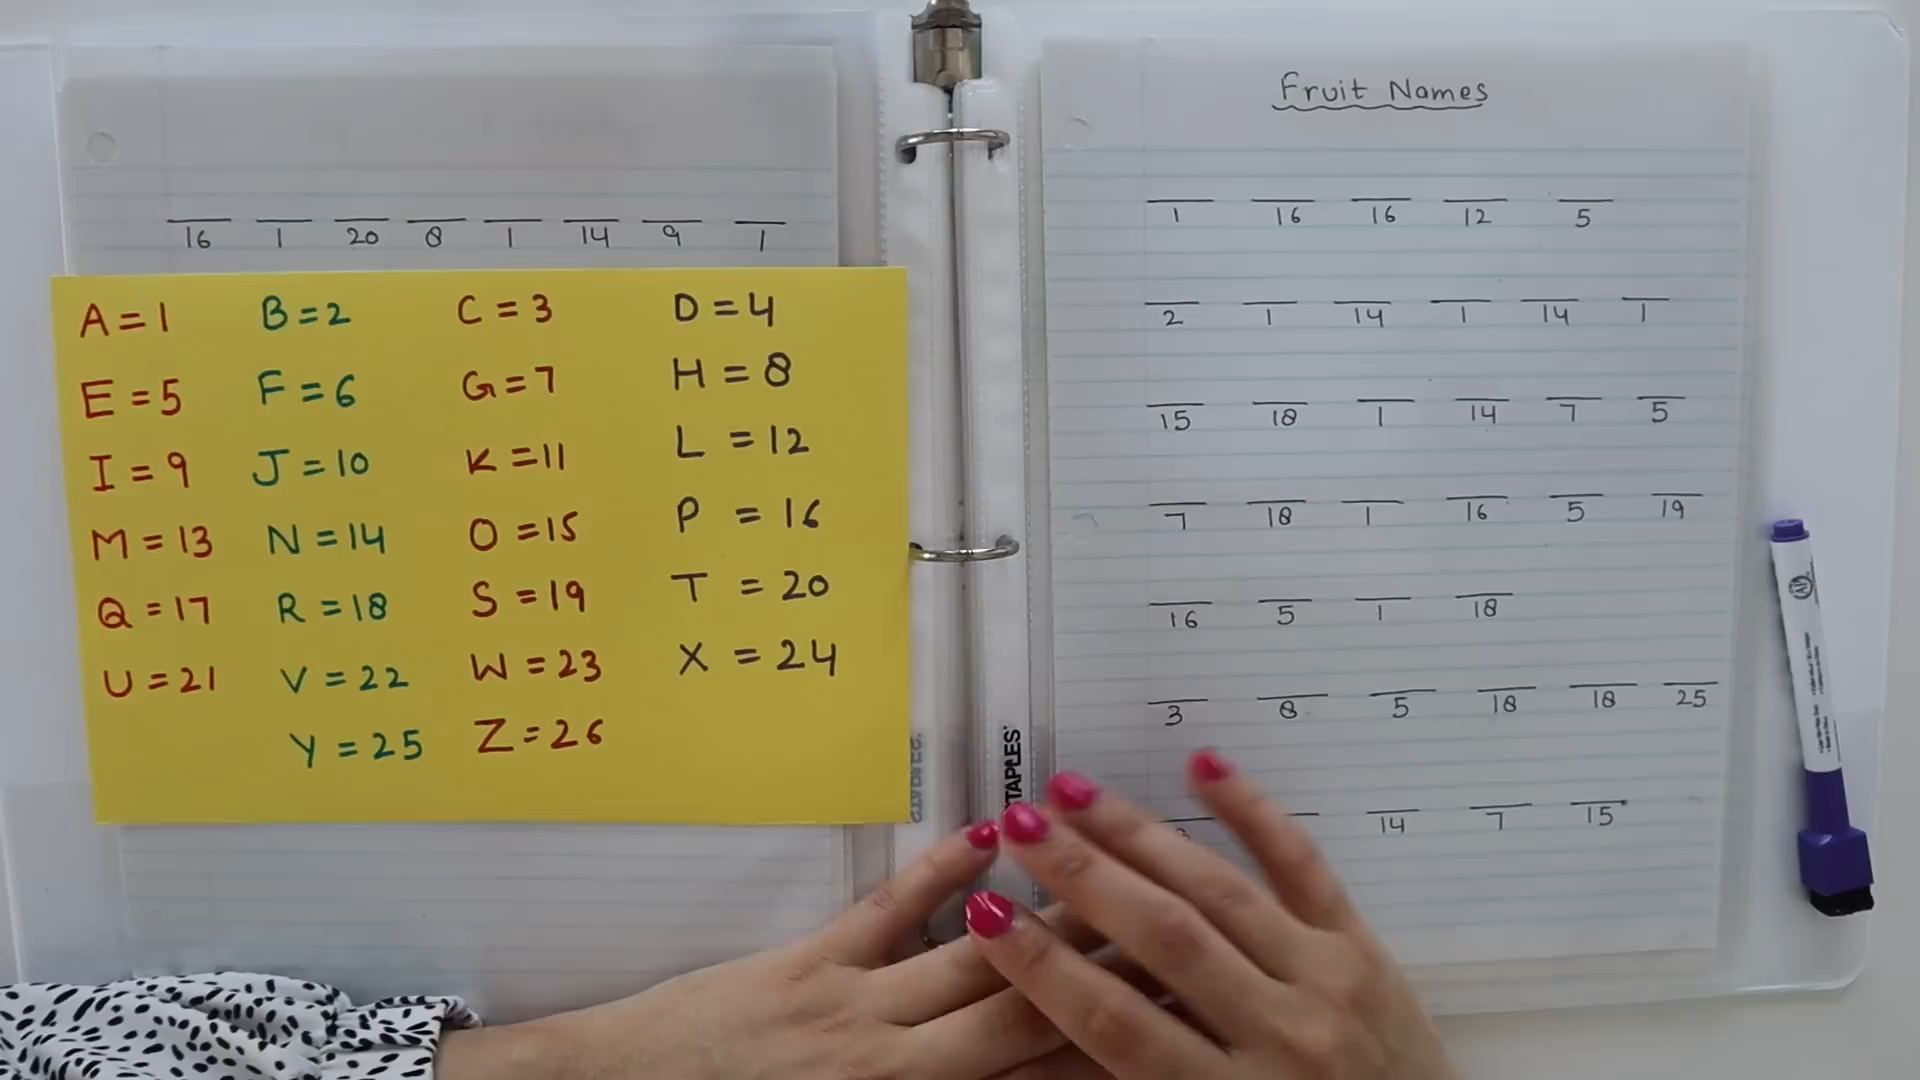 16 1 20 8 1 14 9 1
A = 1 B = 2 C = 3 D = 4
E = 5 F = 6 G = 7 H = 8
I = 9 J = 10 K = 11 L = 12
M = 13 N = 14 O = 15 P = 16
Q = 17 R = 18 S = 19 T = 20
U = 21 V = 22 W = 23 X = 24
Y = 25 Z = 26
STAPLES
Fruit Names
1 16 16 12 5
2 1 14 1 14 1
15 18 1 14 7 5
7 18 1 16 5 19
16 5 1 18
3 8 5 18 18 25
14 7 15